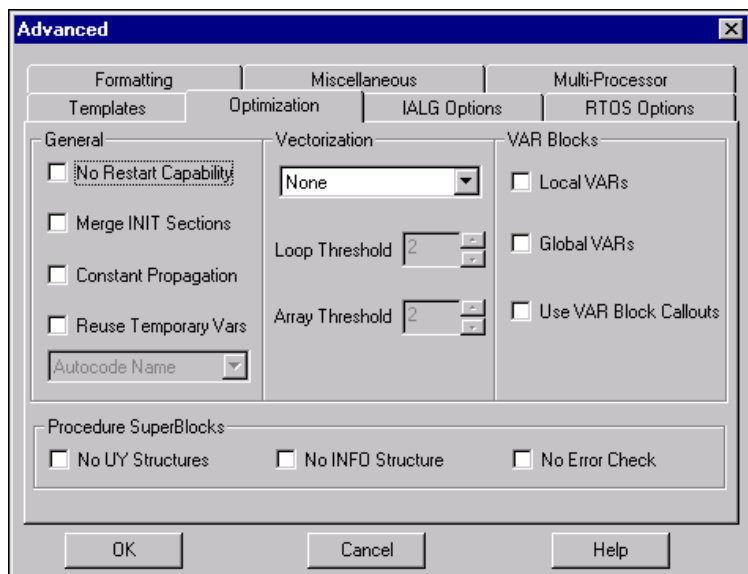 Advanced
Formatting
Miscellaneous
Multi-Processor
Templates
Optimization
IALG Options
RTOS Options
General
No Restart Capability
Merge INIT Sections
Constant Propagation
Reuse Temporary Vars
Autocode Name
Vectorization
None
Loop Threshold 2
Array Threshold 2
VAR Blocks
Local VARs
Global VARs
Use VAR Block Callouts
Procedure SuperBlocks
No UY Structures
No INFO Structure
No Error Check
OK
Cancel
Help